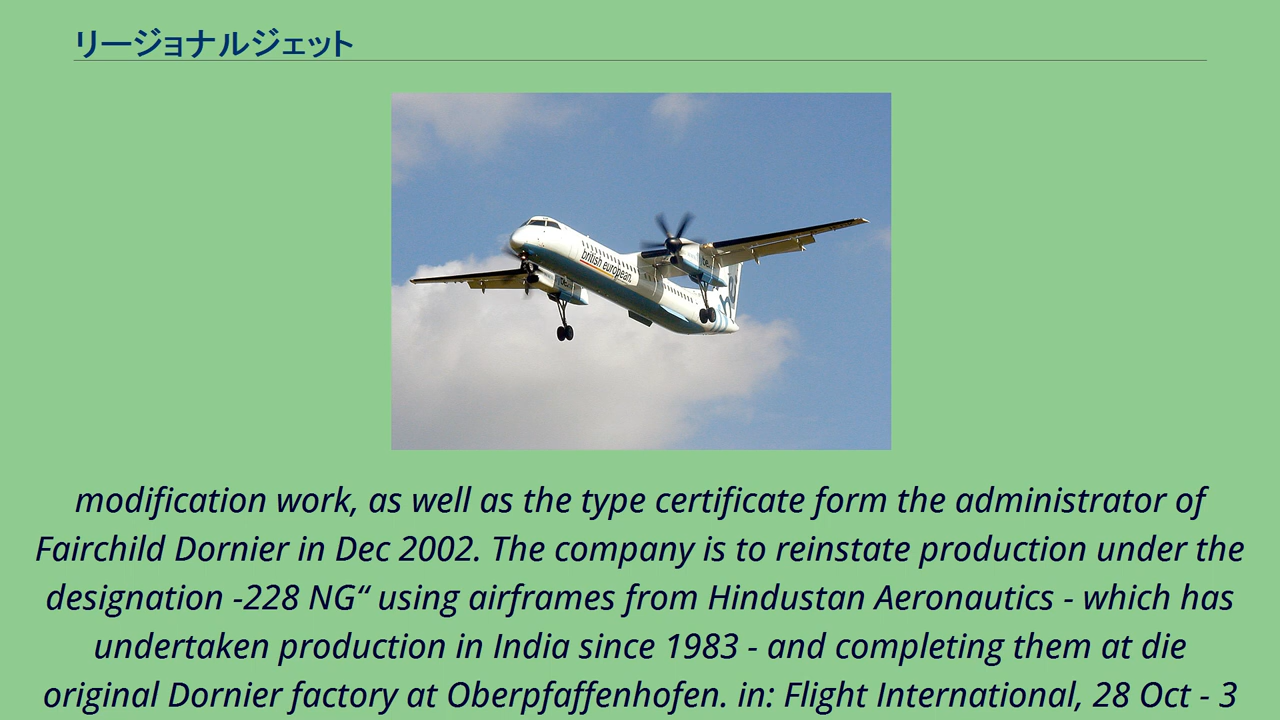 リージョナルジェット
british european.
modification work, as well as the type certificate form the administrator of
Fairchild Dornier in Dec 2002. The company is to reinstate production under the
designation -228 NG“ using airframes from Hindustan Aeronautics - which has
undertaken production in India since 1983 - and completing them at die
original Dornier factory at Oberpfaffenhofen. in: Flight International, 28 Oct - 3